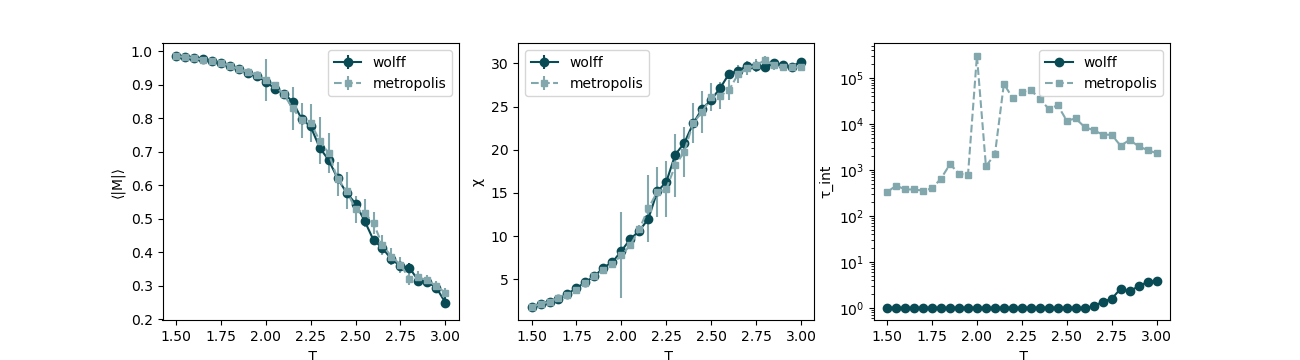 ⟨|M|⟩
1.0
0.9
0.8
0.7
0.6
0.5
0.4
0.3
0.2
wolff
metropolis
1.50 1.75 2.00 2.25 2.50 2.75 3.00
T
χ
30
25
20
15
10
5
wolff
metropolis
1.50 1.75 2.00 2.25 2.50 2.75 3.00
T
τ_int
10⁵
10⁴
10³
10²
10¹
10⁰
wolff
metropolis
1.50 1.75 2.00 2.25 2.50 2.75 3.00
T